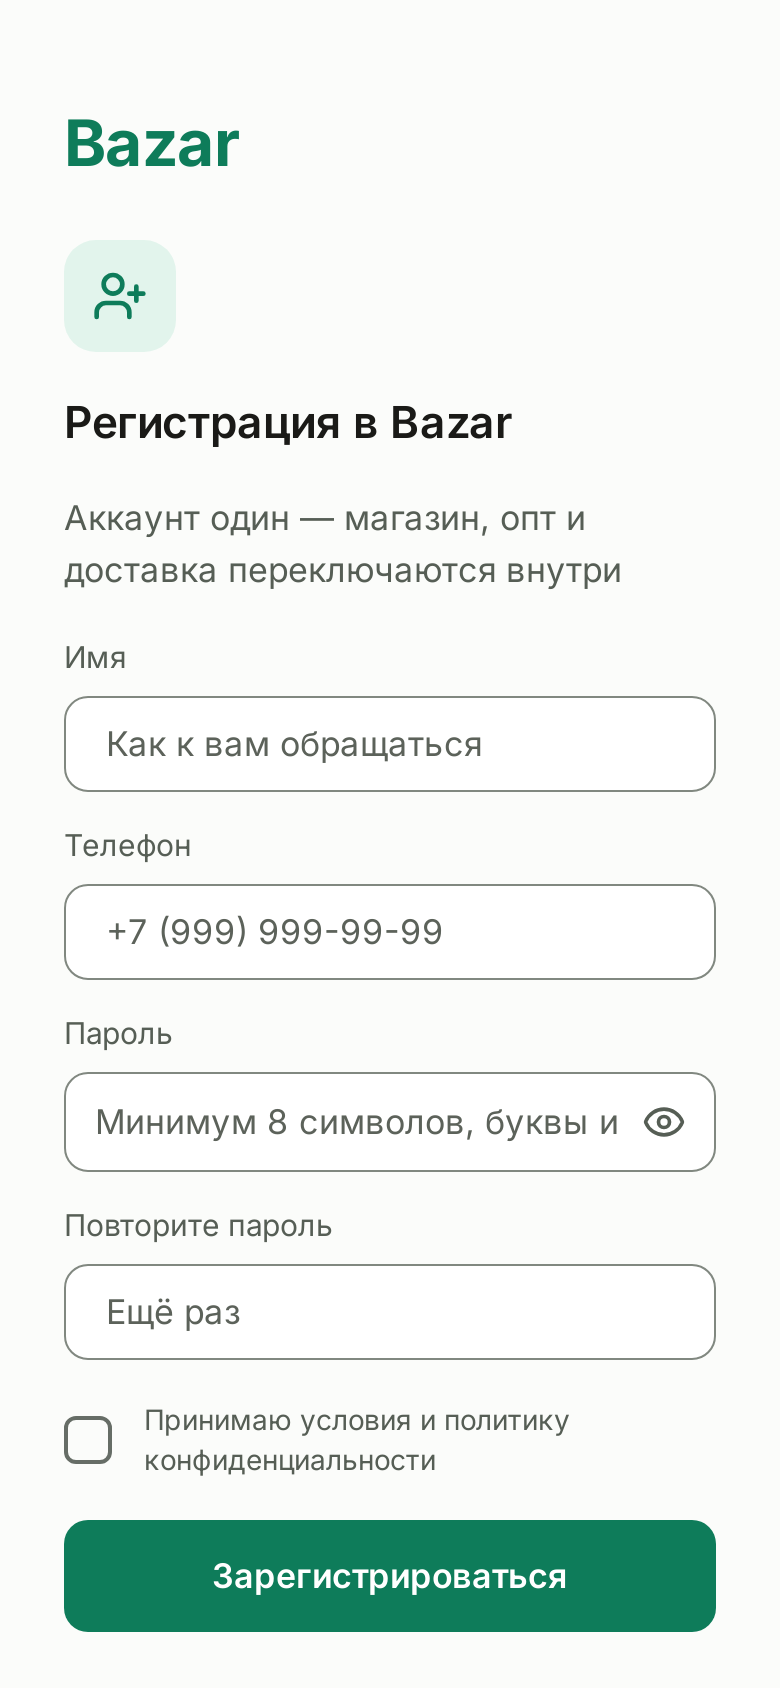 Bazar
Регистрация в Bazar
Аккаунт один — магазин, опт и
доставка переключаются внутри
Имя
Как к вам обращаться
Телефон
+7 (999) 999-99-99
Пароль
Минимум 8 символов, буквы и
Повторите пароль
Ещё раз
Принимаю условия и политику
конфиденциальности
Зарегистрироваться